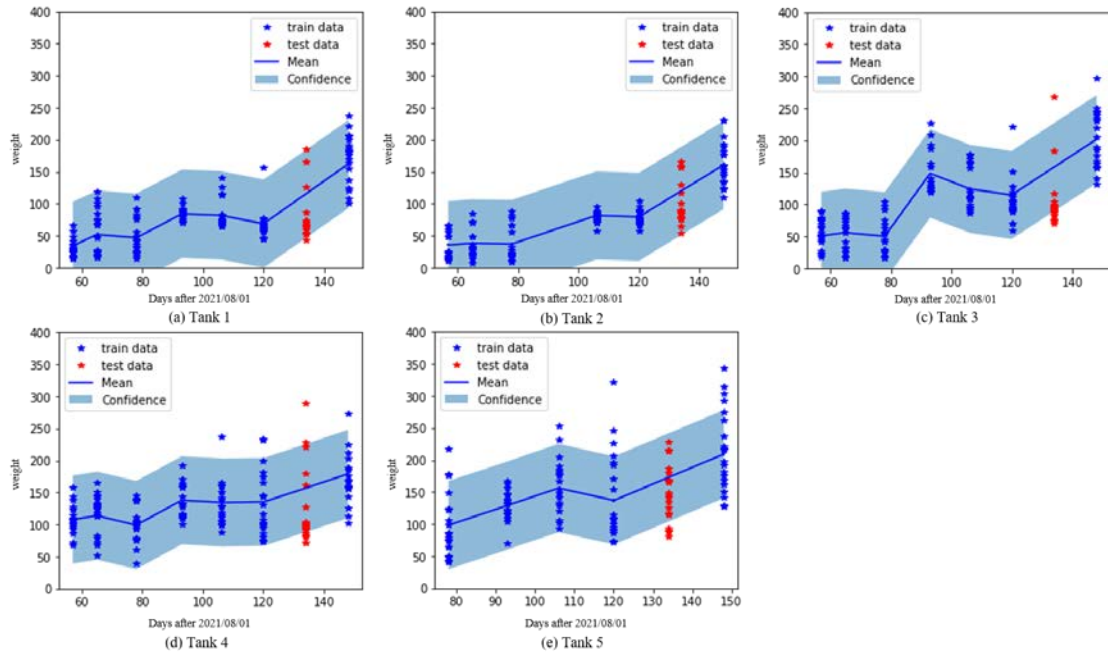 400
350
300
250
200
150
100
50
0
weight
train data
test data
Mean
Confidence
60 80 100 120 140
Days after 2021/08/01
(a) Tank 1
400
350
300
250
200
150
100
50
0
weight
train data
test data
Mean
Confidence
60 80 100 120 140
Days after 2021/08/01
(b) Tank 2
400
350
300
250
200
150
100
50
0
weight
train data
test data
Mean
Confidence
60 80 100 120 140
Days after 2021/08/01
(c) Tank 3
400
350
300
250
200
150
100
50
0
weight
train data
test data
Mean
Confidence
60 80 100 120 140
Days after 2021/08/01
(d) Tank 4
400
350
300
250
200
150
100
50
0
weight
train data
test data
Mean
Confidence
80 90 100 110 120 130 140 150
Days after 2021/08/01
(e) Tank 5